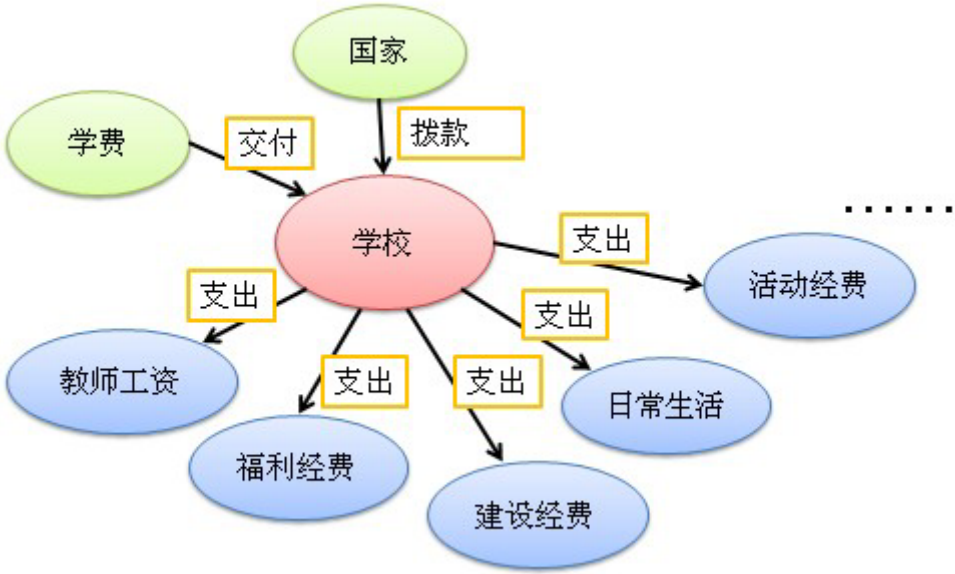 国家
学费
交付
拨款
学校
支出
......
活动经费
支出
支出
教师工资
支出
支出
日常生活
福利经费
建设经费